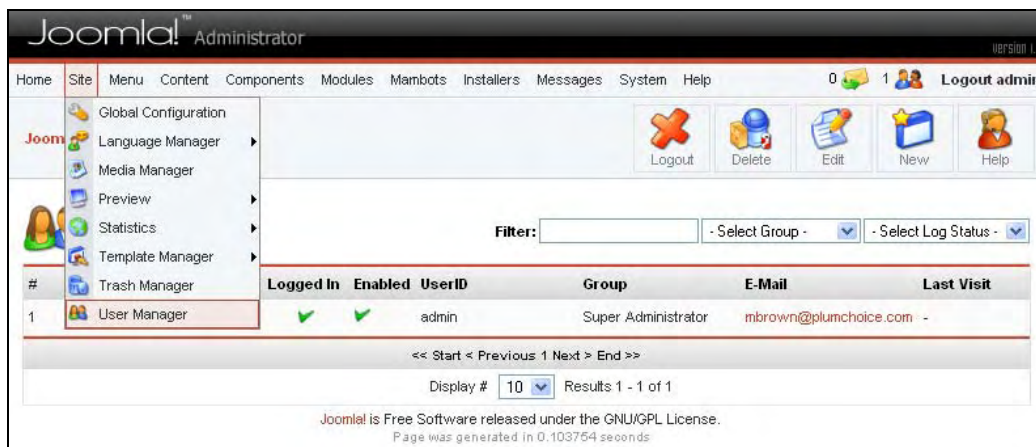 Joomla!™ Administrator
version 1.
Home Site Menu Content Components Modules Mambots Installers Messages System Help 0 1 Logout admin
Global Configuration
Joom
Language Manager
Logout Delete Edit New Help
Media Manager
Preview
Statistics
Filter: - Select Group - - Select Log Status -
Template Manager
# Logged In Enabled UserID Group E-Mail Last Visit
Trash Manager
1 admin Super Administrator mbrown@plumchoice.com -
User Manager
<< Start < Previous 1 Next > End >>
Display # 10 Results 1 - 1 of 1
Joomla! is Free Software released under the GNU/GPL License.
Page was generated in 0.103754 seconds